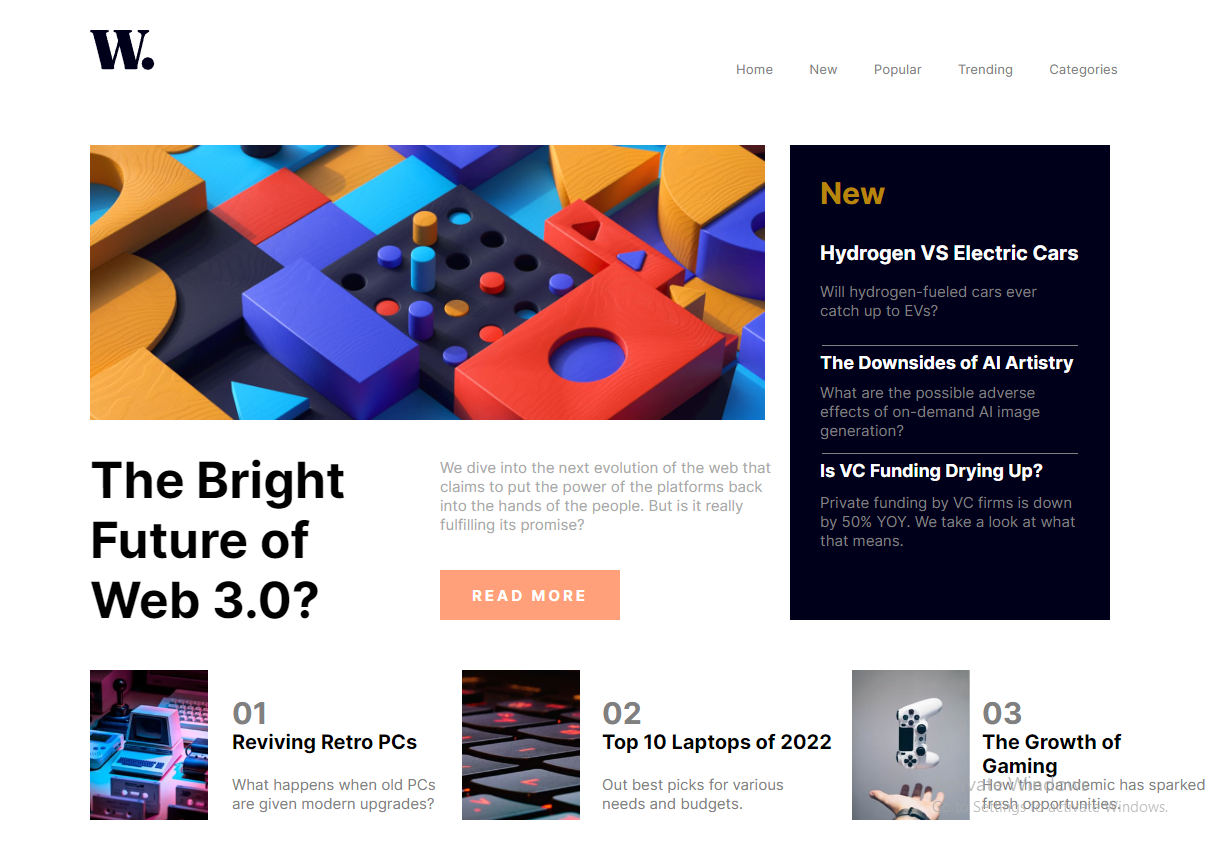 W.
Home New Popular Trending Categories
New
Hydrogen VS Electric Cars
Will hydrogen-fueled cars ever
catch up to EVs?
The Downsides of AI Artistry
What are the possible adverse
effects of on-demand AI image
generation?
Is VC Funding Drying Up?
Private funding by VC firms is down
by 50% YOY. We take a look at what
that means.
The Bright
Future of
Web 3.0?
We dive into the next evolution of the web that
claims to put the power of the platforms back
into the hands of the people. But is it really
fulfilling its promise?
READ MORE
01
Reviving Retro PCs
What happens when old PCs
are given modern upgrades?
02
Top 10 Laptops of 2022
Out best picks for various
needs and budgets.
03
The Growth of
Gaming
How the pandemic has sparked
fresh opportunities.
Windows
Settings to activate Windows.